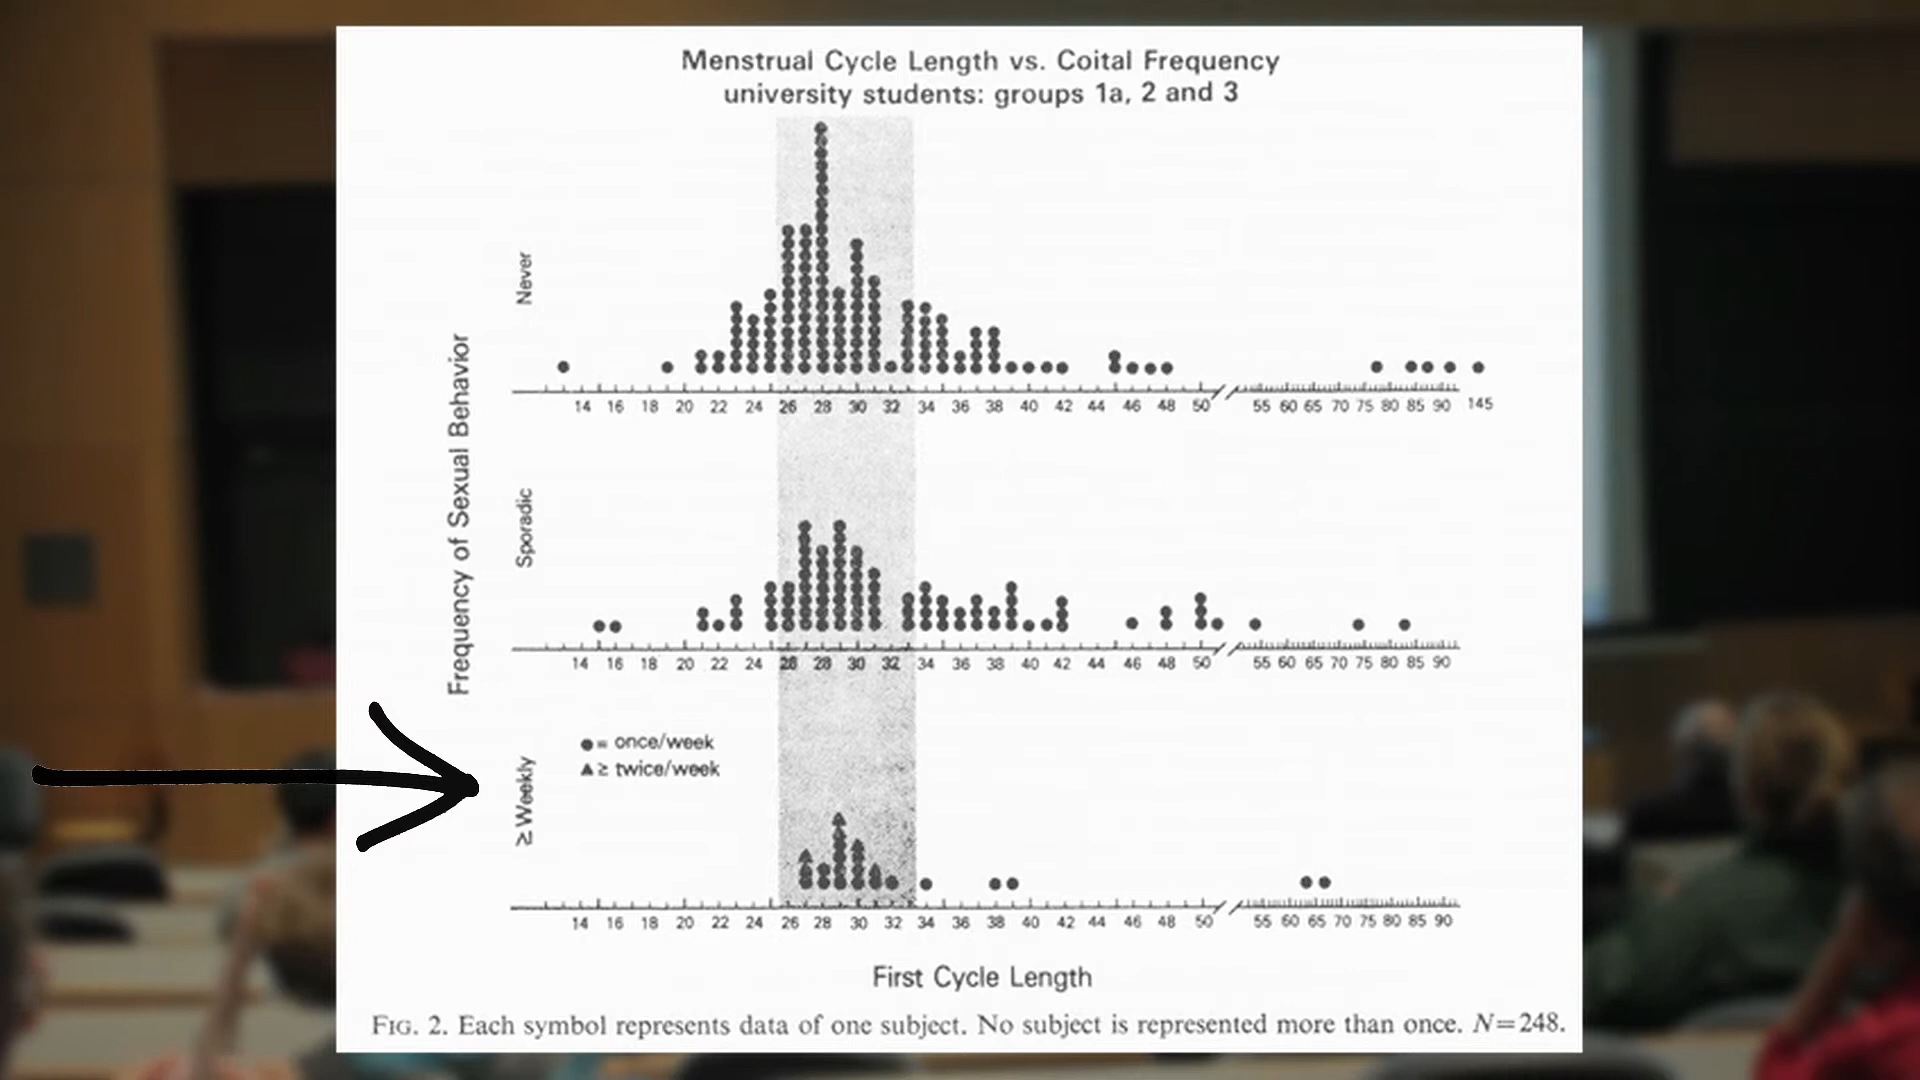 Menstrual Cycle Length vs. Coital Frequency
university students: groups 1a, 2 and 3
Frequency of Sexual Behavior
Never
14 16 18 20 22 24 26 28 30 32 34 36 38 40 42 44 46 48 50 55 60 65 70 75 80 85 90 145
Sporadic
14 16 18 20 22 24 26 28 30 32 34 36 38 40 42 44 46 48 50 55 60 65 70 75 80 85 90
≥ Weekly
● = once/week
▲ ≥ twice/week
14 16 18 20 22 24 26 28 30 32 34 36 38 40 42 44 46 48 50 55 60 65 70 75 80 85 90
First Cycle Length
FIG. 2. Each symbol represents data of one subject. No subject is represented more than once. N=248.